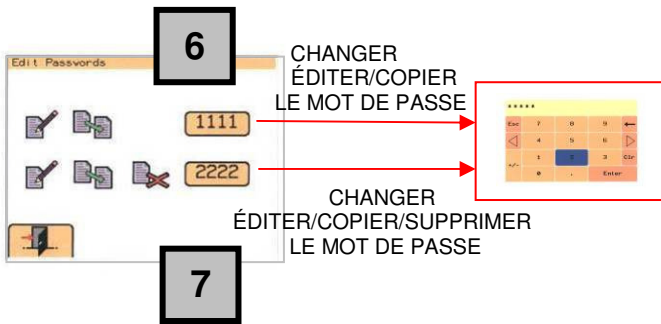 6
Edit Passwords
CHANGER
ÉDITER/COPIER
LE MOT DE PASSE
1111
2222
*****
Esc 7 8 9 ←
4 5 6
+/- 1 2 3 Clr
0 . Enter
CHANGER
ÉDITER/COPIER/SUPPRIMER
LE MOT DE PASSE
7